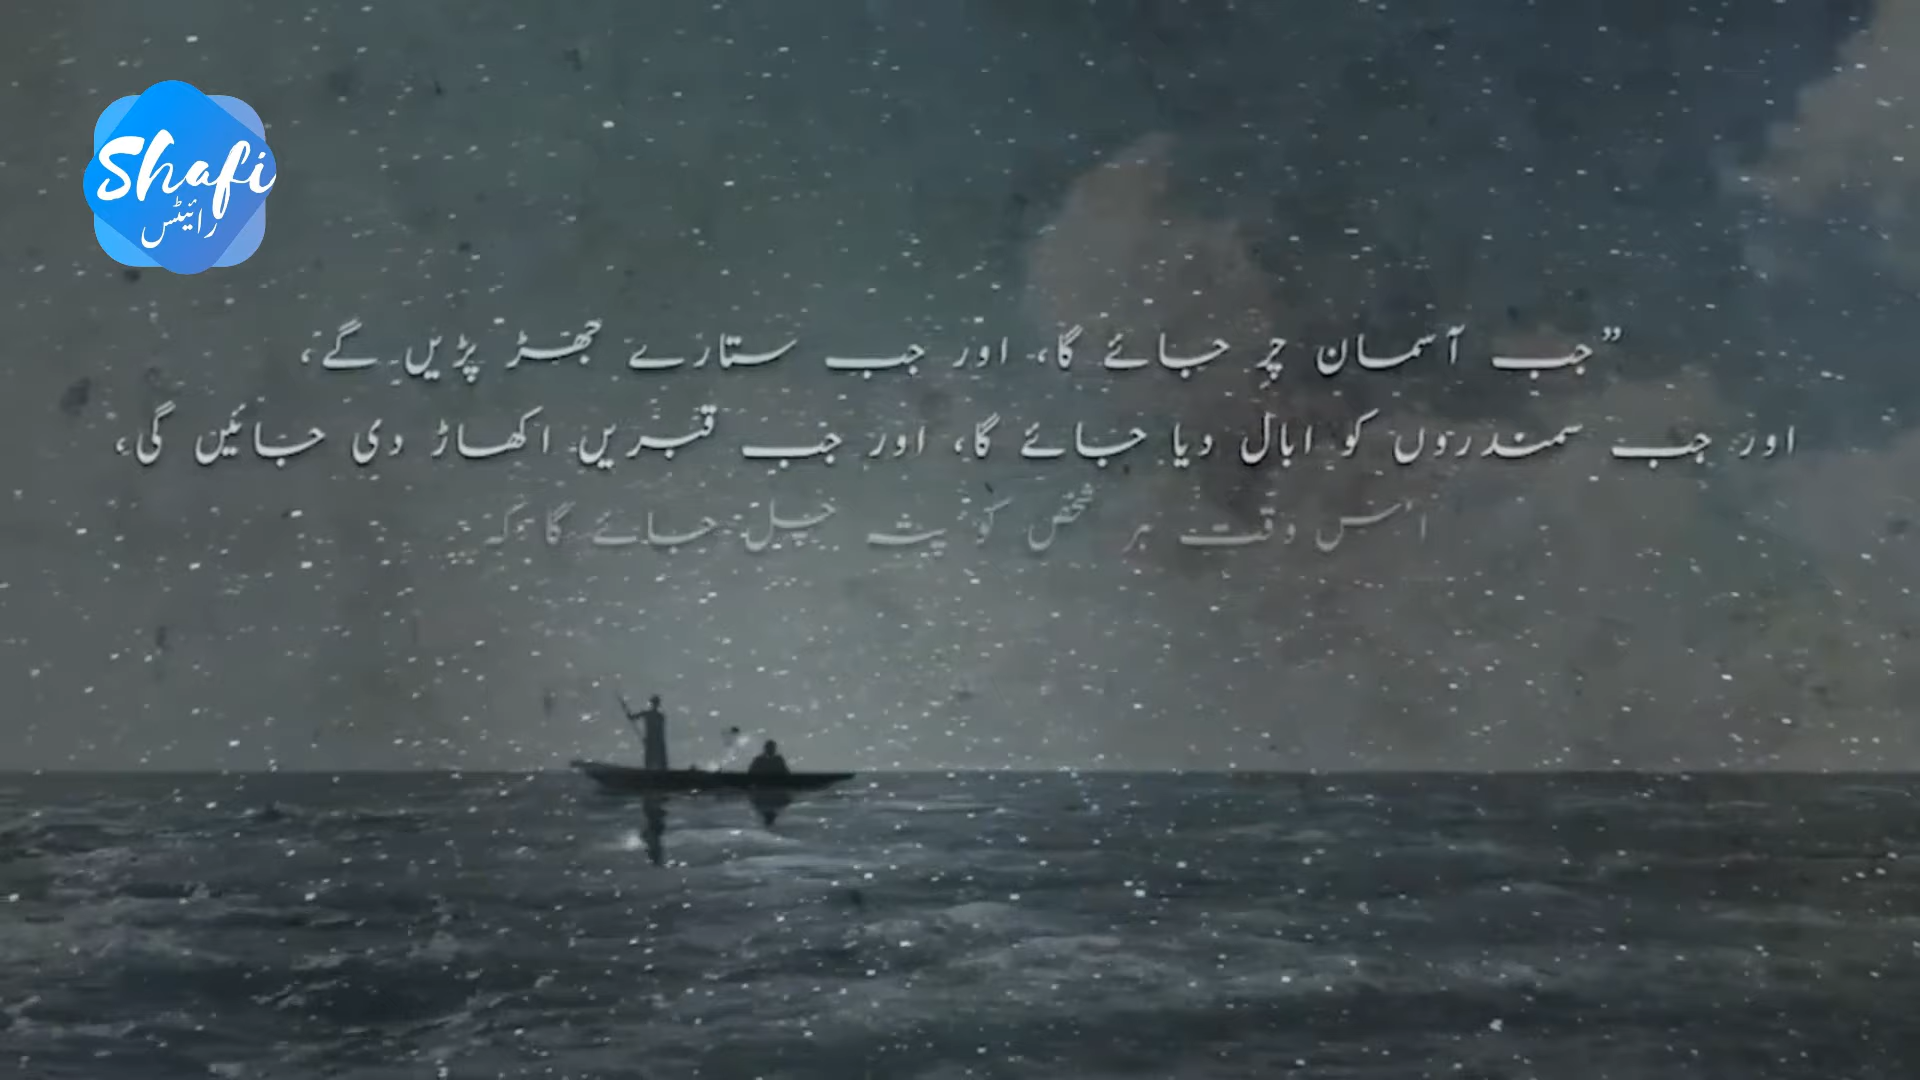 Shafi
رائیٹس
”جب آسمان چِر جائے گا، اور جب ستارے جھڑ پڑیں گے،
اور جب سمندروں کو ابال دیا جائے گا، اور جب قبریں اکھاڑ دی جائیں گی،
اُس وقت ہر شخص کو پتہ چل جائے گا کہ